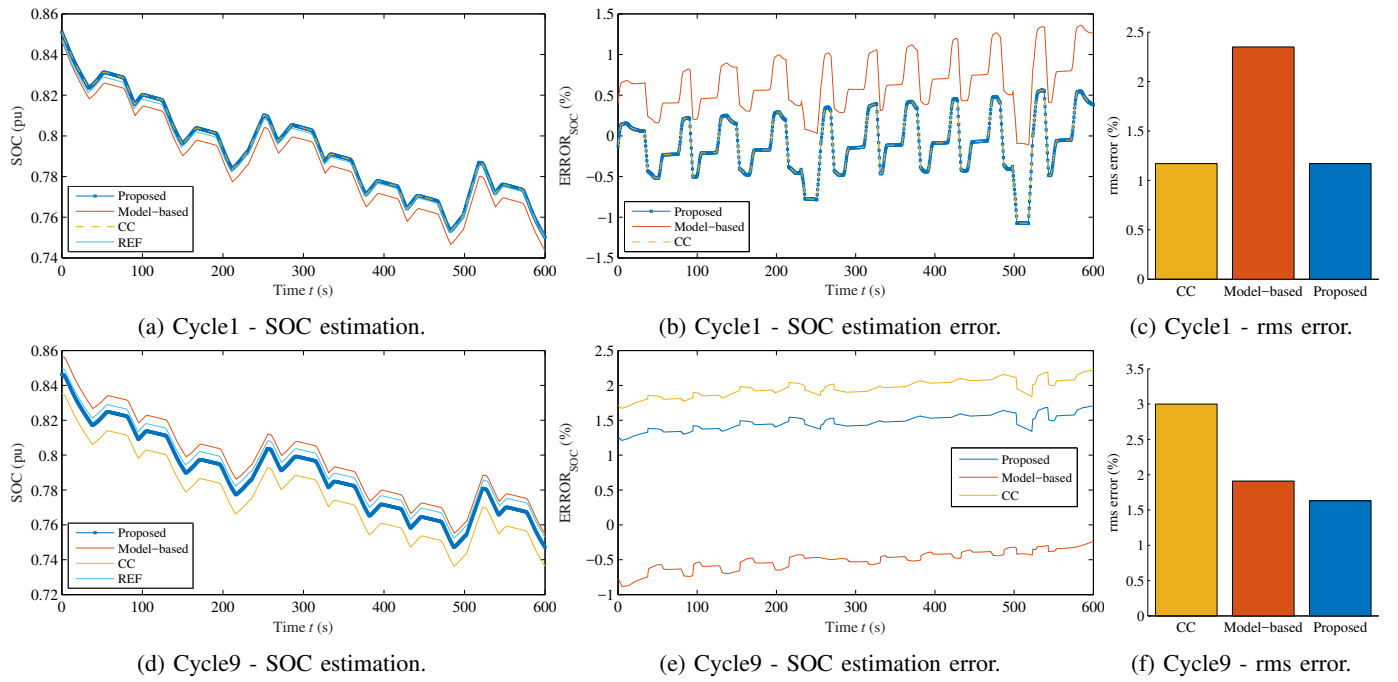 0.86
0.84
0.82
0.8
0.78
0.76
0.74
SOC (pu)
Proposed
Model−based
CC
REF
0 100 200 300 400 500 600
Time t (s)
(a) Cycle1 - SOC estimation.
1.5
1
0.5
0
−0.5
−1
−1.5
ERROR_SOC (%)
Proposed
Model−based
CC
0 100 200 300 400 500 600
Time t (s)
(b) Cycle1 - SOC estimation error.
2.5
2
1.5
1
0.5
0
rms error (%)
CC Model−based Proposed
(c) Cycle1 - rms error.
0.86
0.84
0.82
0.8
0.78
0.76
0.74
0.72
SOC (pu)
Proposed
Model−based
CC
REF
0 100 200 300 400 500 600
Time t (s)
(d) Cycle9 - SOC estimation.
2.5
2
1.5
1
0.5
0
−0.5
−1
ERROR_SOC (%)
Proposed
Model−based
CC
0 100 200 300 400 500 600
Time t (s)
(e) Cycle9 - SOC estimation error.
3.5
3
2.5
2
1.5
1
0.5
0
rms error (%)
CC Model−based Proposed
(f) Cycle9 - rms error.